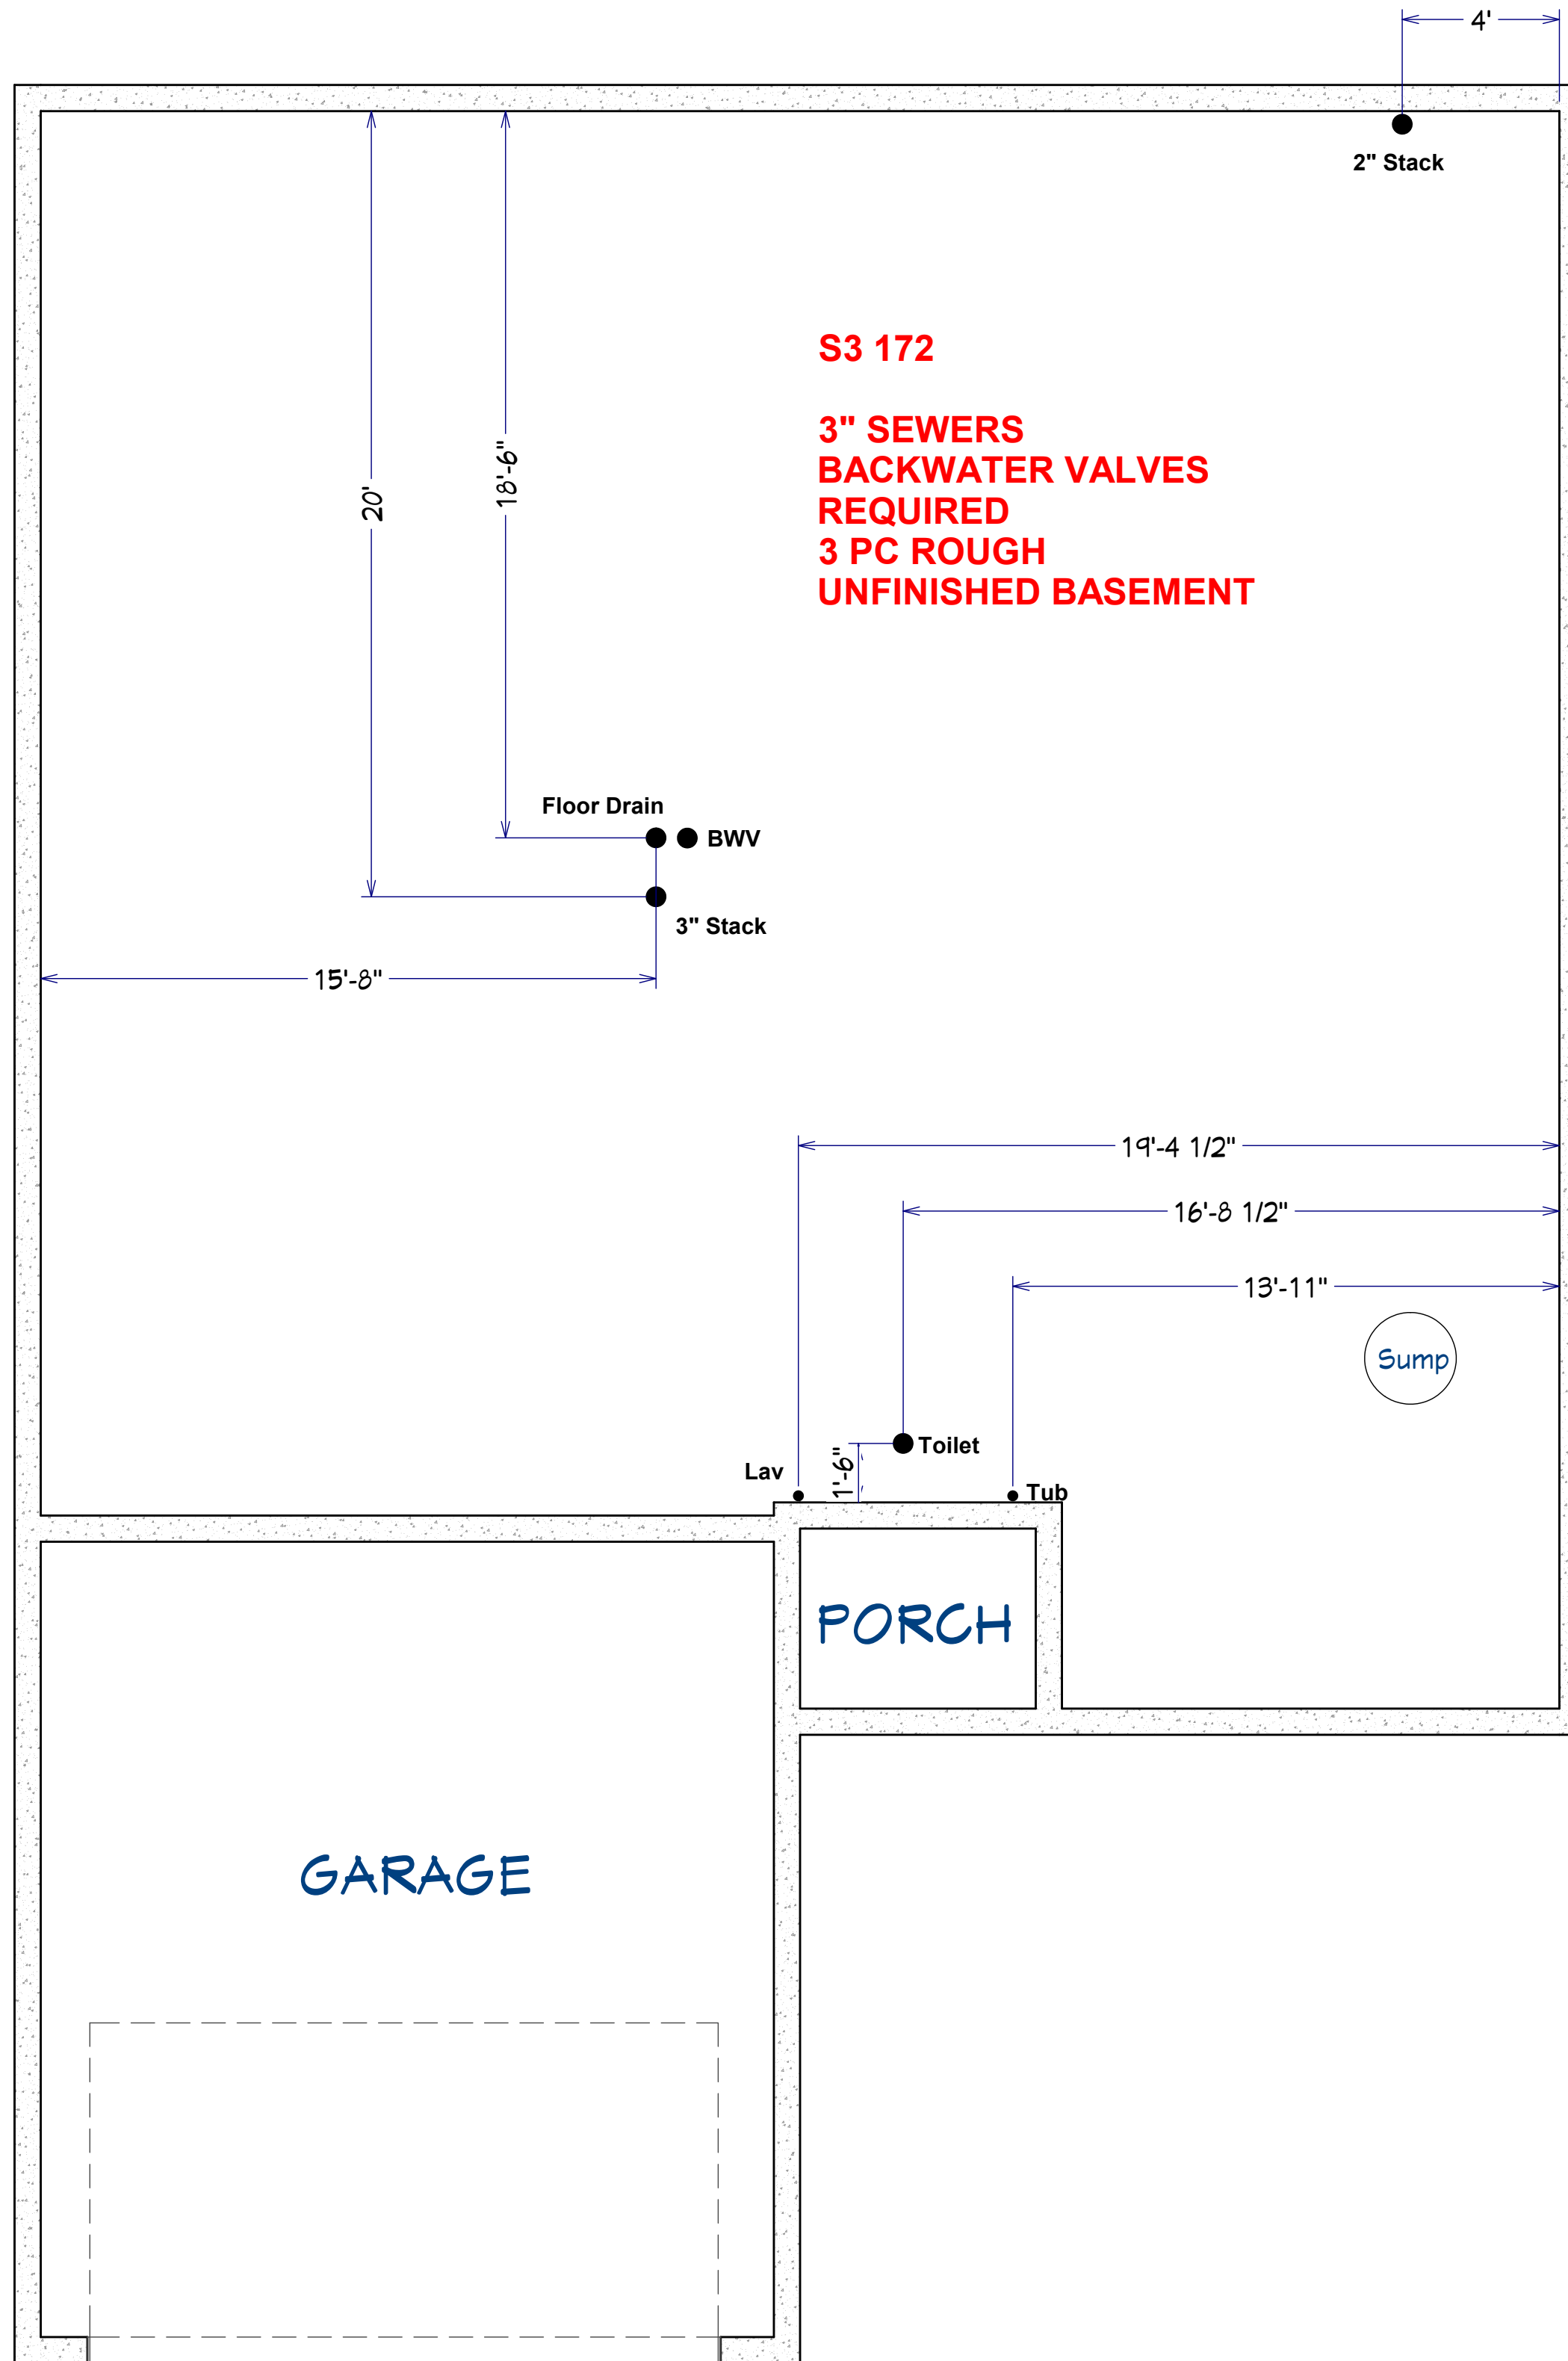 4'
2" Stack
S3 172
3" SEWERS
BACKWATER VALVES
REQUIRED
3 PC ROUGH
UNFINISHED BASEMENT
20'
18'-6"
Floor Drain
BWV
3" Stack
15'-8"
19'-4 1/2"
16'-8 1/2"
13'-11"
Sump
Toilet
1'-6"
Lav
Tub
PORCH
GARAGE